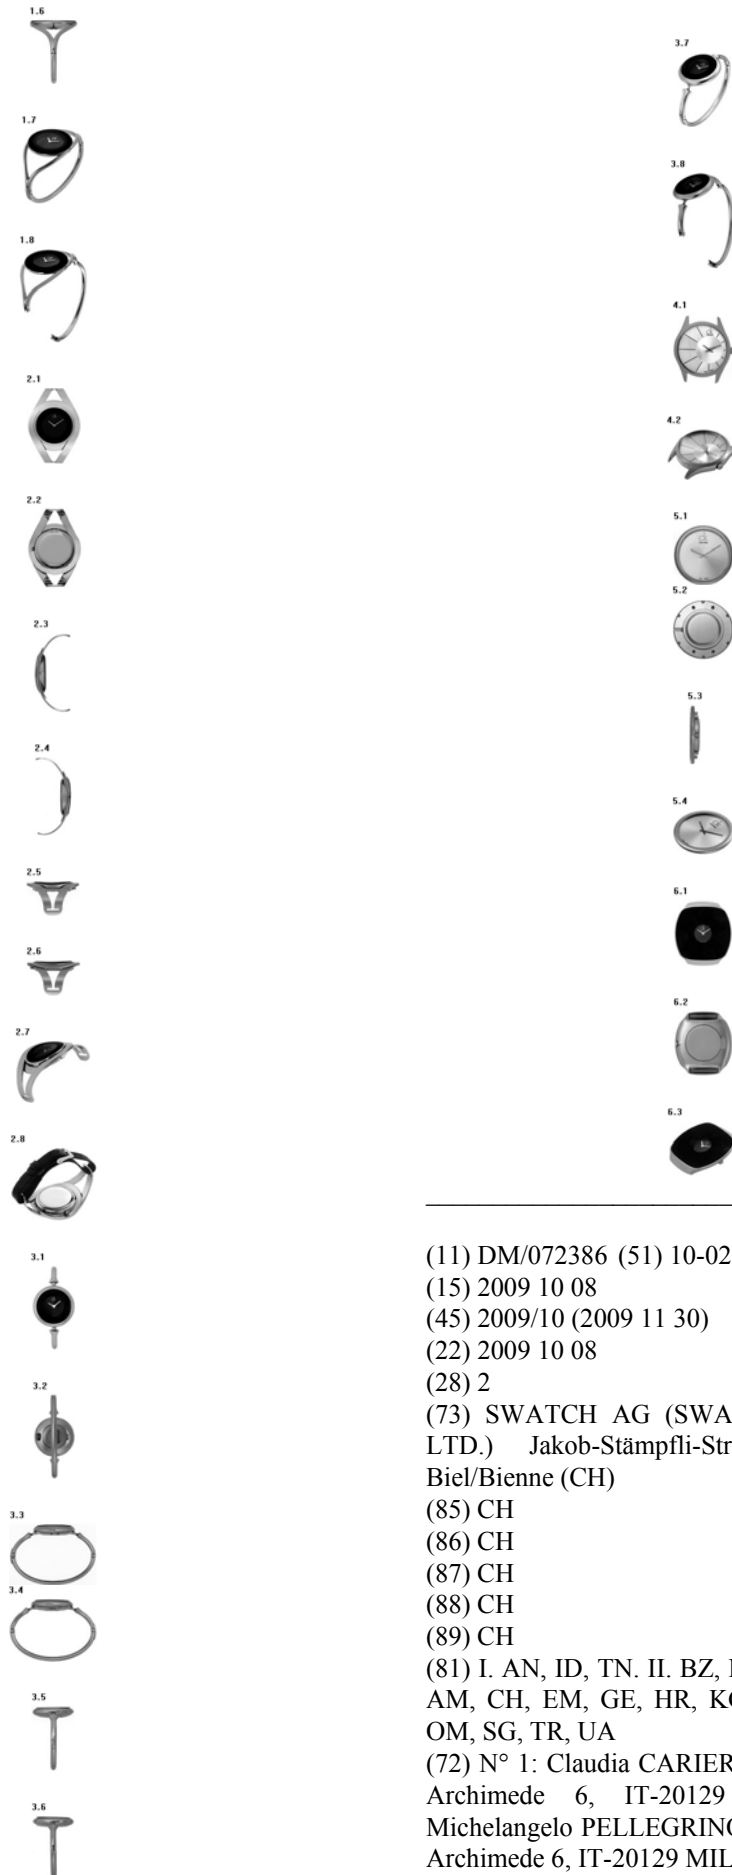 1.6
1.7
1.8
2.1
2.2
2.3
2.4
2.5
2.6
2.7
2.8
3.1
3.2
3.3
3.4
3.5
3.6
3.7
3.8
4.1
4.2
5.1
5.2
5.3
5.4
6.1
6.2
6.3
(11) DM/072386 (51) 10-02
(15) 2009 10 08
(45) 2009/10 (2009 11 30)
(22) 2009 10 08
(28) 2
(73) SWATCH AG (SWA
LTD.) Jakob-Stämpfli-Str
Biel/Bienne (CH)
(85) CH
(86) CH
(87) CH
(88) CH
(89) CH
(81) I. AN, ID, TN. II. BZ,
AM, CH, EM, GE, HR,
OM, SG, TR, UA
(72) N° 1: Claudia CARIER
Archimede 6, IT-20129
Michelangelo PELLEGRINO
Archimede 6, IT-20129 MIL